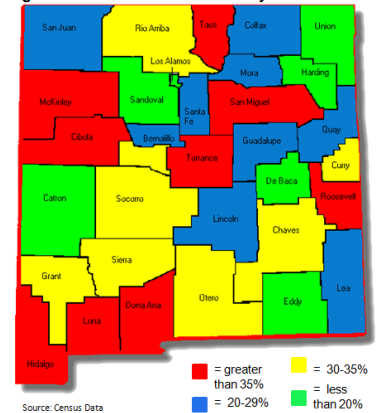 San Juan
Rio Arriba
Taos
Colfax
Union
Los Alamos
Mora
Harding
McKinley
Sandoval
Santa
Fe
San Miguel
Cibola
Bernalillo
Quay
Guadalupe
Torrance
Curry
De Baca
Roosevelt
Catron
Socorro
Lincoln
Chaves
Sierra
Grant
Otero
Lea
Eddy
Dona Ana
Luna
Hidalgo
= greater
than 35%
= 30-35%
= 20-29%
= less
than 20%
Source: Census Data